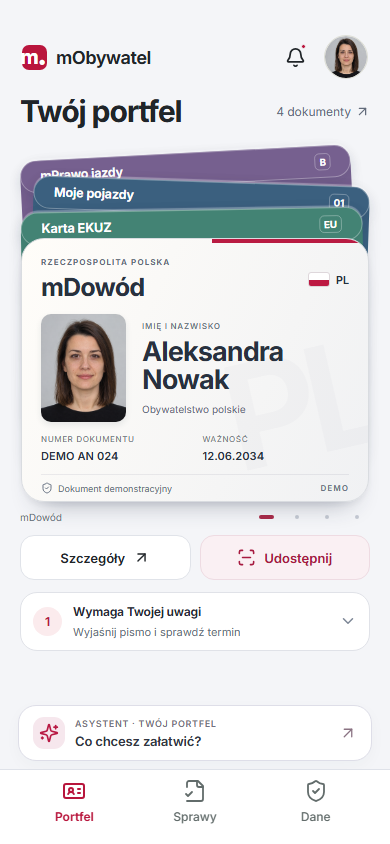 m. mObywatel
Twój portfel
4 dokumenty
mPrawo jazdy B
Moje pojazdy 01
Karta EKUZ EU
RZECZPOSPOLITA POLSKA
mDowód
PL
IMIĘ I NAZWISKO
Aleksandra
Nowak
Obywatelstwo polskie
PL
NUMER DOKUMENTU WAŻNOŚĆ
DEMO AN 024 12.06.2034
Dokument demonstracyjny DEMO
mDowód
Szczegóły Udostępnij
1
Wymaga Twojej uwagi
Wyjaśnij pismo i sprawdź termin
ASYSTENT · TWÓJ PORTFEL
Co chcesz załatwić?
Portfel Sprawy Dane